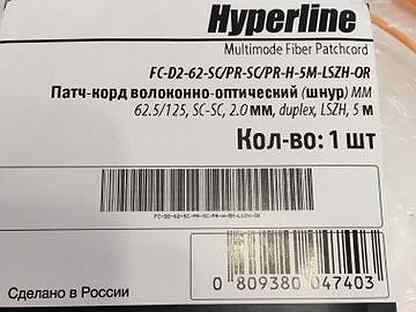 Hyperline
Multimode Fiber Patchcord
FC-D2-62-SC/PR-SC/PR-H-5M-LSZH-OR
Патч-корд волоконно-оптический (шнур) MM
62.5/125, SC-SC, 2.0 мм, duplex, LSZH, 5 м
Кол-во: 1 шт
FC-D2-62-SC-PR-SC-PR-H-5M-LSZH-OR
Сделано в России
0 809380 047403